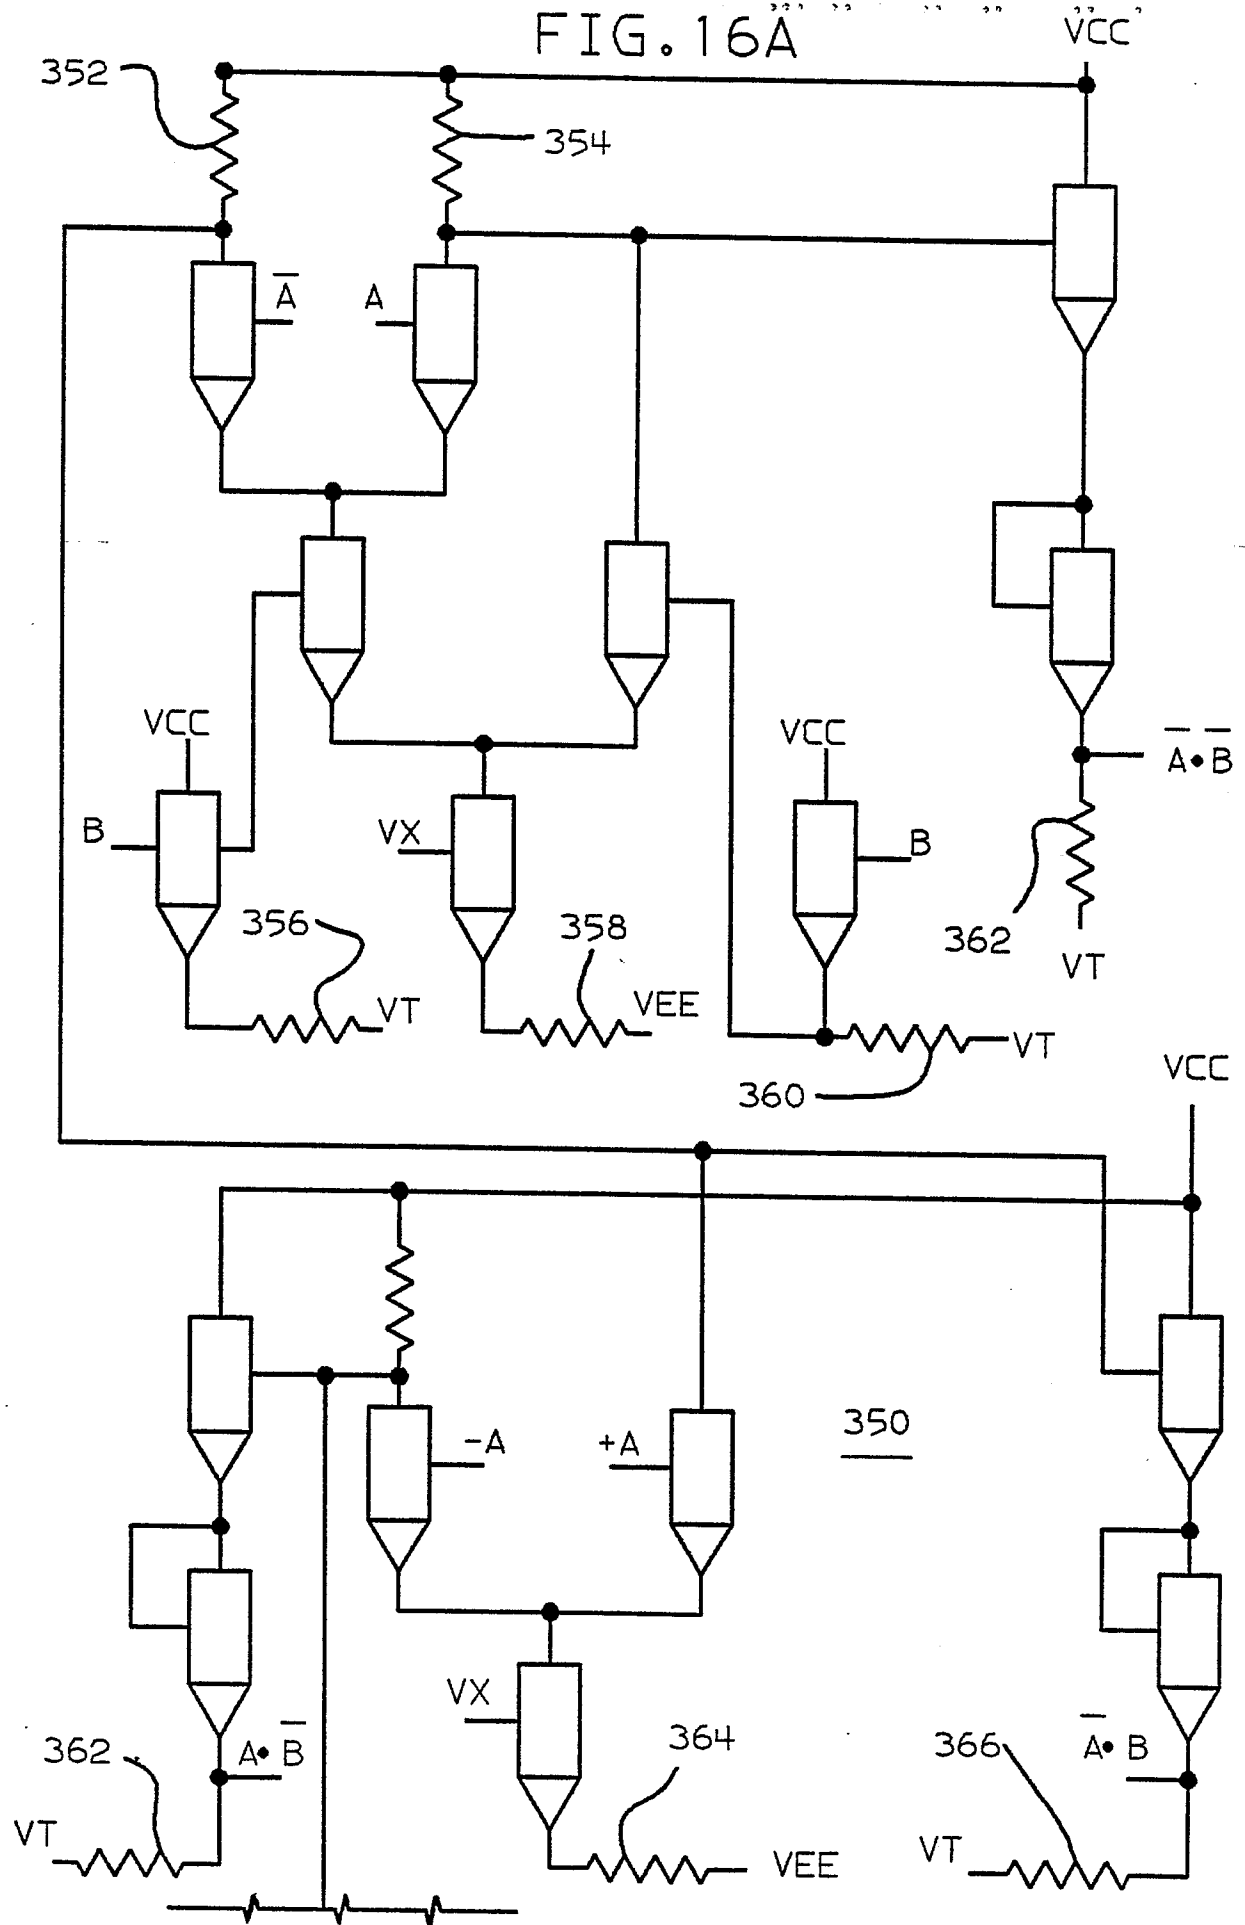 FIG.16A
VCC
352
354
A̅
A
VCC
VCC
A̅•B̅
B
VX
B
356
358
362
VT
VT
VEE
VT
360
VCC
350
-A
+A
VX
362
A•B̅
364
366
A̅•B
VT
VEE
VT